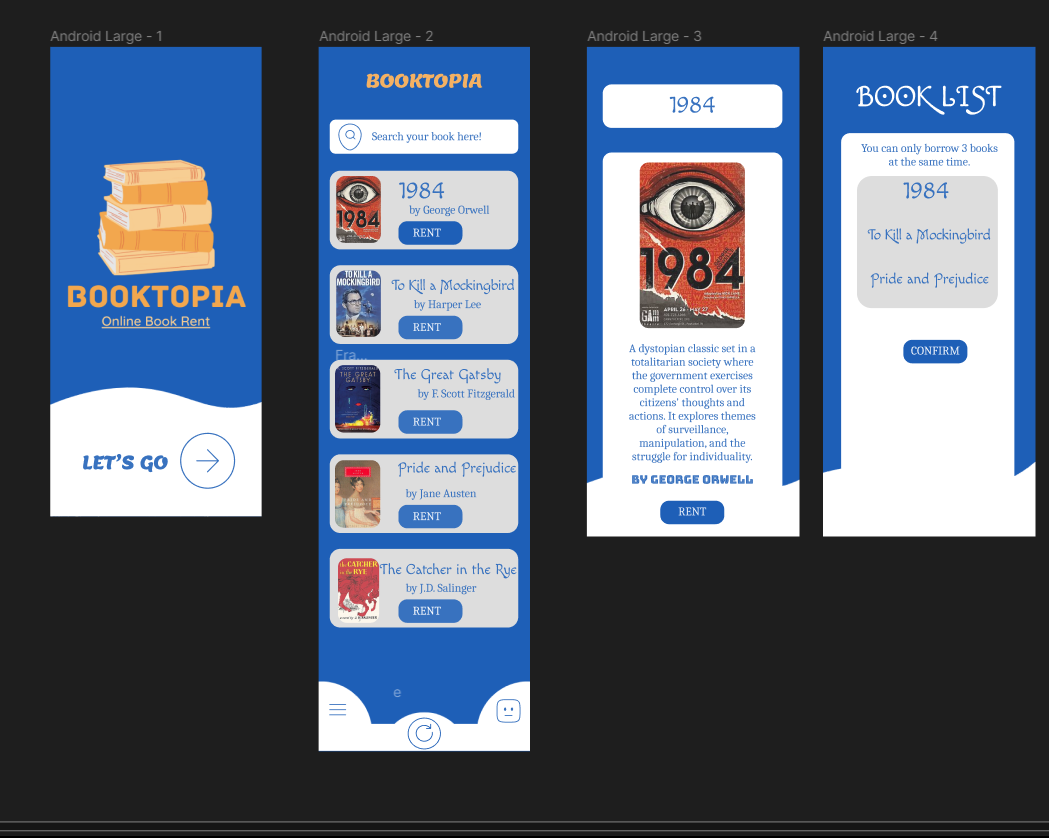 Android Large - 1
BOOKTOPIA
Online Book Rent
LET'S GO
Android Large - 2
BOOKTOPIA
Search your book here!
1984
1984
by George Orwell
RENT
TO KILL A
MOCKINGBIRD
To Kill a Mockingbird
by Harper Lee
RENT
Fra...
THE GREAT
GATSBY
The Great Gatsby
by F. Scott Fitzgerald
RENT
Pride and Prejudice
by Jane Austen
RENT
the CATCHER
in the RYE
The Catcher in the Rye
by J.D. Salinger
RENT
e
Android Large - 3
1984
1984
APRIL 26 - MAY 27
A dystopian classic set in a
totalitarian society where
the government exercises
complete control over its
citizens' thoughts and
actions. It explores themes
of surveillance,
manipulation, and the
struggle for individuality.
BY GEORGE ORWELL
RENT
Android Large - 4
BOOK LIST
You can only borrow 3 books
at the same time.
1984
To Kill a Mockingbird
Pride and Prejudice
CONFIRM